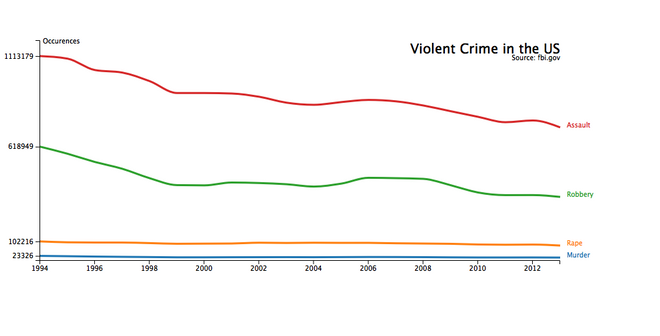 Occurences
Violent Crime in the US
Source: fbi.gov
1113179
Assault
618949
Robbery
102216
Rape
23326
Murder
1994 1996 1998 2000 2002 2004 2006 2008 2010 2012